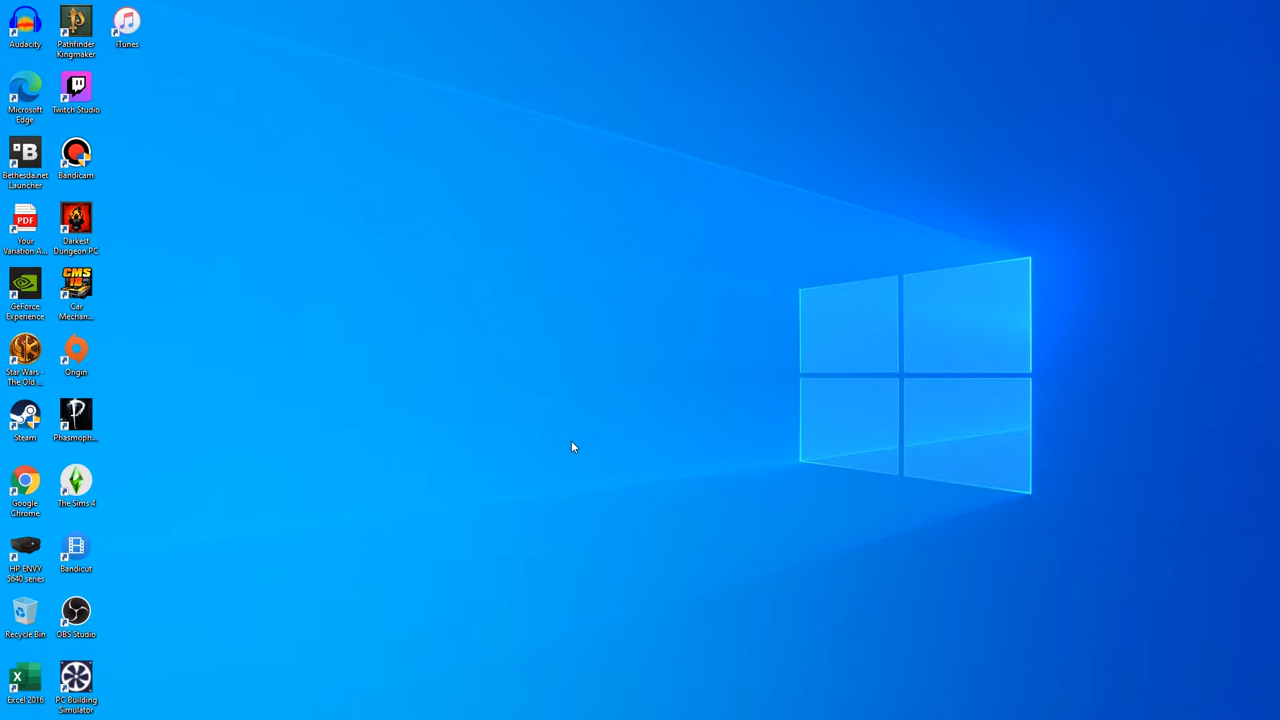 Audacity
Pathfinder
Kingmaker
iTunes
Microsoft
Edge
Twitch Studio
B
Bethesda.net
Launcher
Bandicam
PDF
Your
Variation A...
Darkest
Dungeon PC
GeForce
Experience
CMS
18
Car
Mechan...
Star Wars -
The Old ...
Origin
Steam
Phasmoph...
Google
Chrome
The Sims 4
HP ENVY
5640 series
Bandicut
Recycle Bin
OBS Studio
X
Excel 2016
PC Building
Simulator